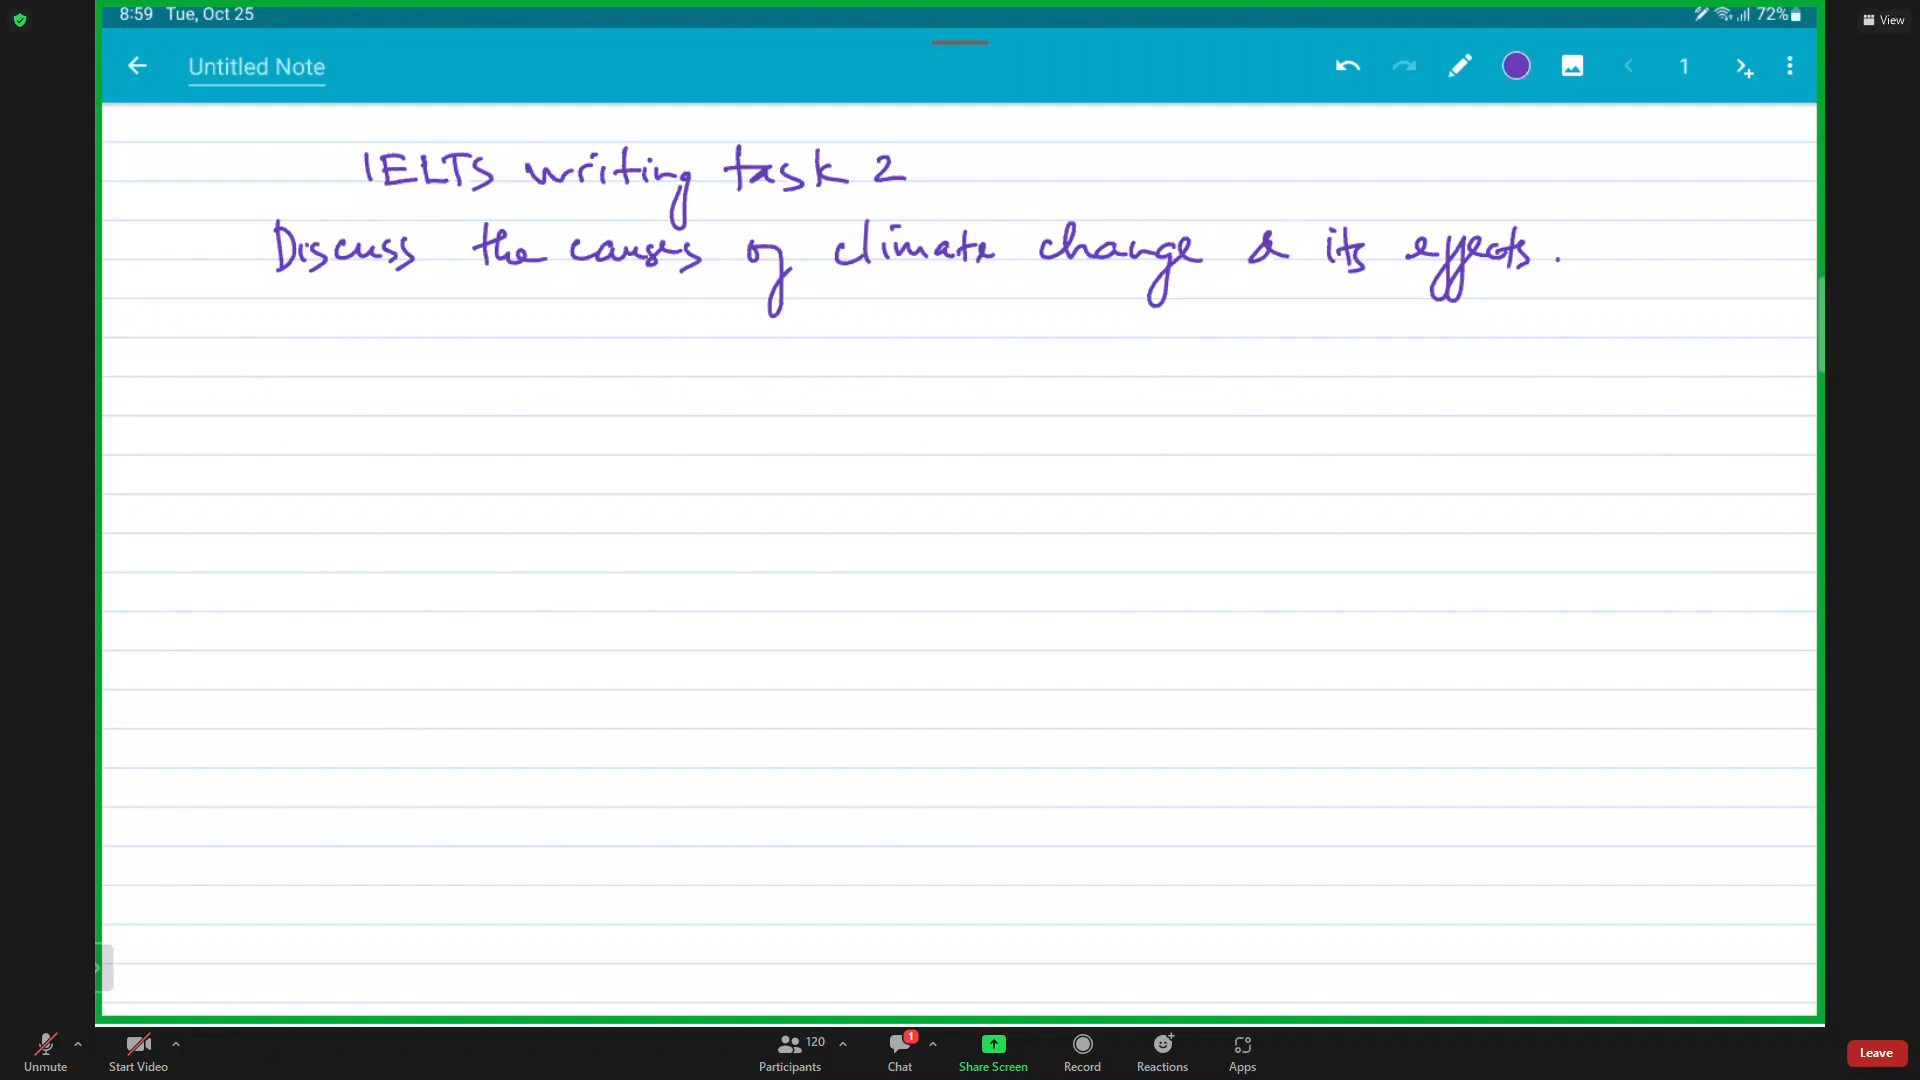 8:59 Tue, Oct 25 72%
View
Untitled Note 1
IELTS writing task 2
Discuss the causes of climate change & its effects.
120 1
Unmute Start Video Participants Chat Share Screen Record Reactions Apps Leave